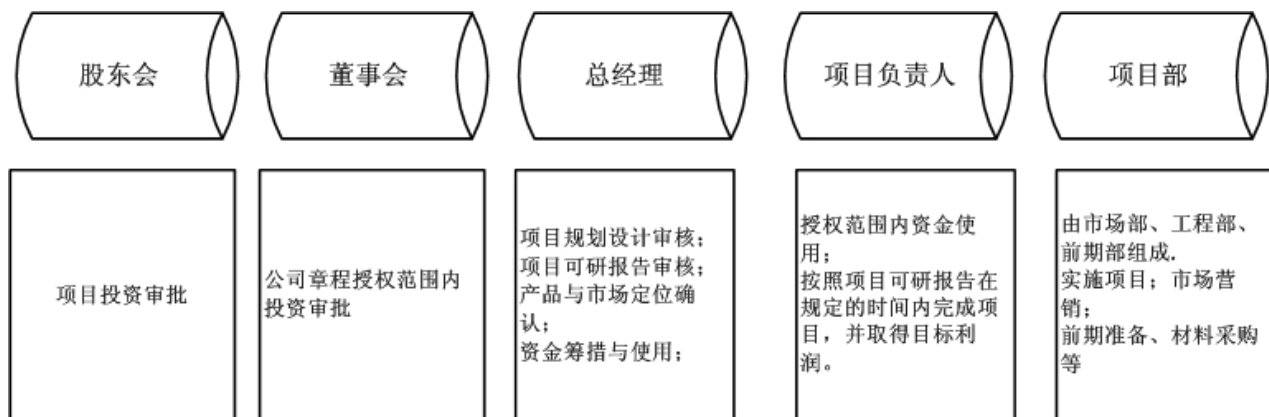 股东会
董事会
总经理
项目负责人
项目部
项目投资审批
公司章程授权范围内
投资审批
项目规划设计审核；
项目可研报告审核；
产品与市场定位确
认；
资金筹措与使用；
授权范围内资金使
用；
按照项目可研报告在
规定的时间内完成项
目，并取得目标利
润。
由市场部、工程部、
前期部组成.
实施项目；市场营
销；
前期准备、材料采购
等